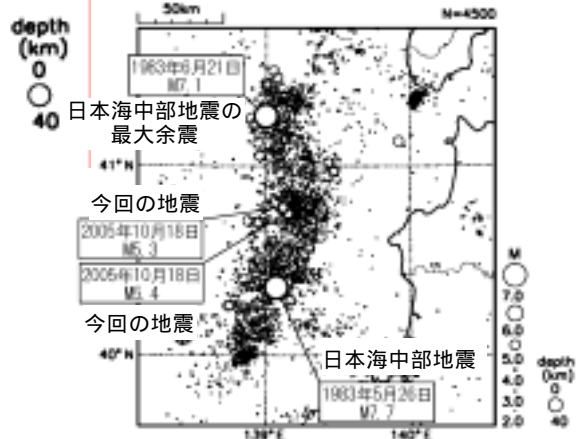 50km
N=4500
depth
(km)
0
40
1983年6月21日
M7.1
日本海中部地震の
最大余震
41°N
今回の地震
2005年10月18日
M5.3
2005年10月18日
M5.4
今回の地震
40°N
日本海中部地震
1983年5月26日
M7.7
139°E
140°E
M
7.0
6.0
5.0
4.0
3.0
2.0
depth
(km)
0
40